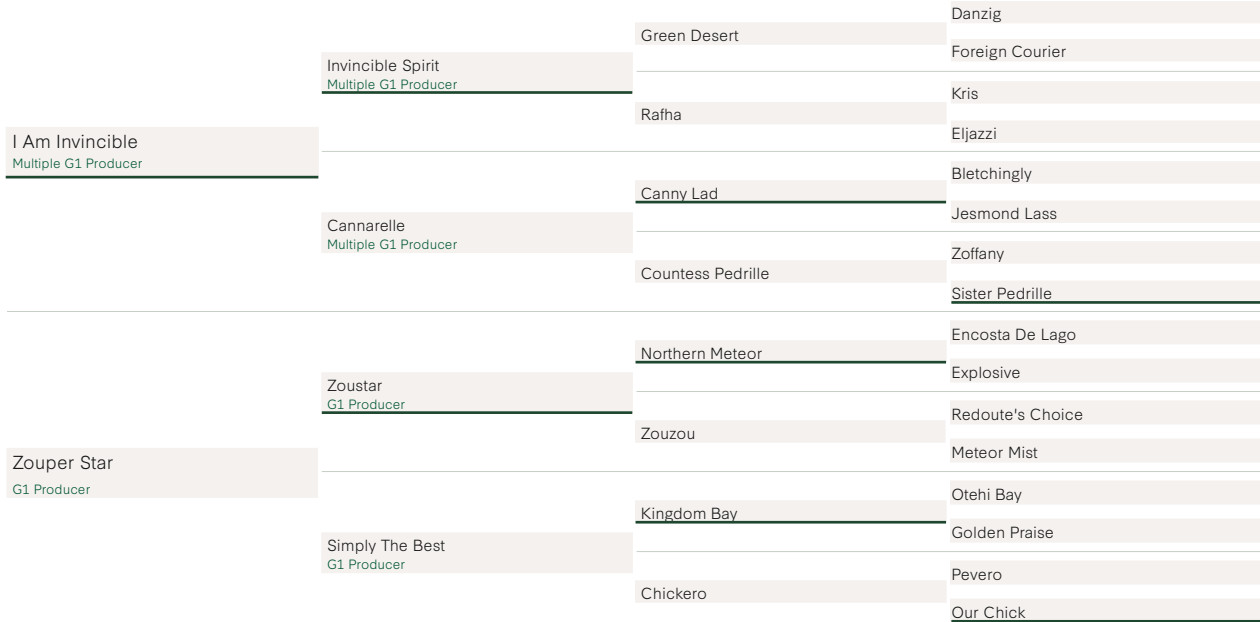 I Am Invincible
Multiple G1 Producer
Zouper Star
G1 Producer
Invincible Spirit
Multiple G1 Producer
Cannarelle
Multiple G1 Producer
Zoustar
G1 Producer
Simply The Best
G1 Producer
Green Desert
Rafha
Canny Lad
Countess Pedrille
Northern Meteor
Zouzou
Kingdom Bay
Chickero
Danzig
Foreign Courier
Kris
Eljazzi
Bletchingly
Jesmond Lass
Zoffany
Sister Pedrille
Encosta De Lago
Explosive
Redoute's Choice
Meteor Mist
Otehi Bay
Golden Praise
Pevero
Our Chick